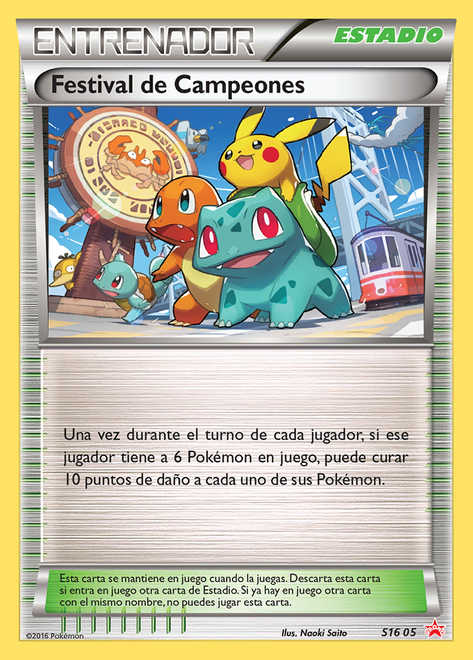 ENTRENADOR
ESTADIO
Festival de Campeones
Una vez durante el turno de cada jugador, si ese
jugador tiene a 6 Pokémon en juego, puede curar
10 puntos de daño a cada uno de sus Pokémon.
Esta carta se mantiene en juego cuando la juegas. Descarta esta carta
si entra en juego otra carta de Estadio. Si ya hay en juego otra carta
con el mismo nombre, no puedes jugar esta carta.
©2016 Pokémon
Ilus. Naoki Saito
S16 05